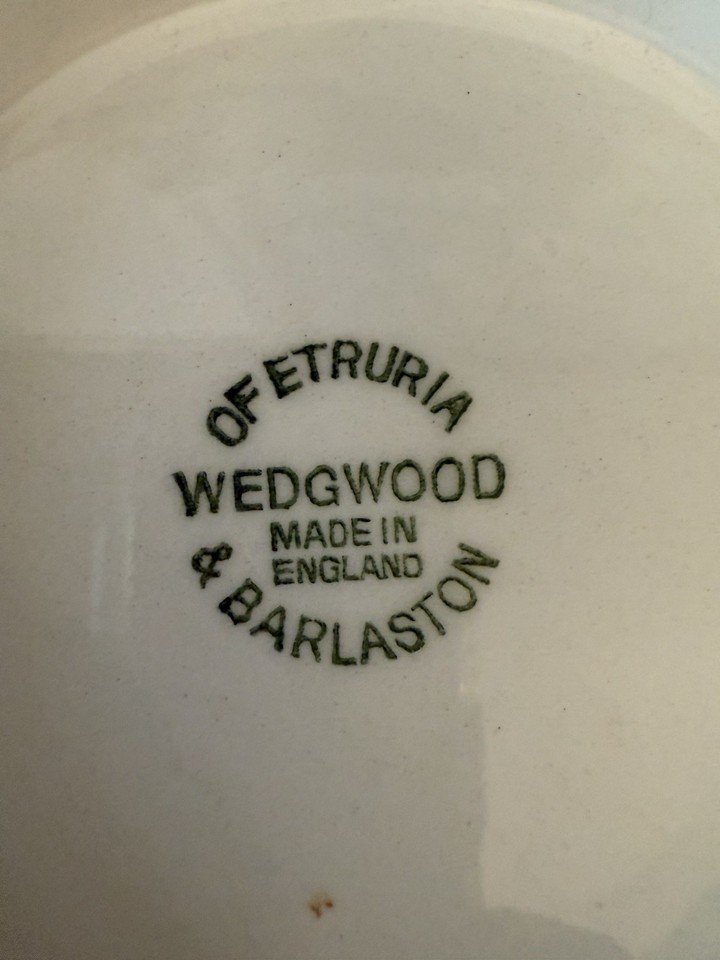 OF ETRURIA
WEDGWOOD
MADE IN
ENGLAND
& BARLASTON